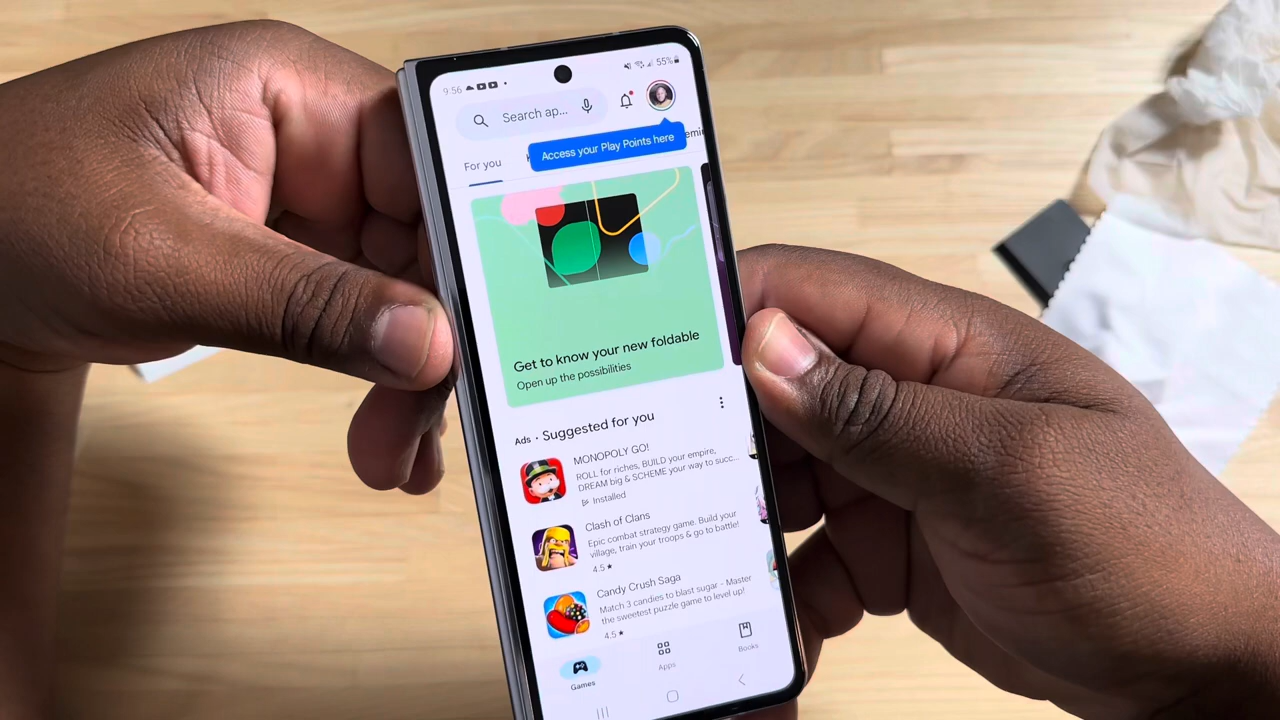 9:56
55%
Search ap...
Access your Play Points here
For you
Get to know your new foldable
Open up the possibilities
Ads · Suggested for you
MONOPOLY GO!
ROLL for riches, BUILD your empire,
DREAM big & SCHEME your way to succ...
Installed
Clash of Clans
Epic combat strategy game. Build your
village, train your troops & go to battle!
4.5 ★
Candy Crush Saga
Match 3 candies to blast sugar - Master
the sweetest puzzle game to level up!
4.5 ★
Games
Apps
Books